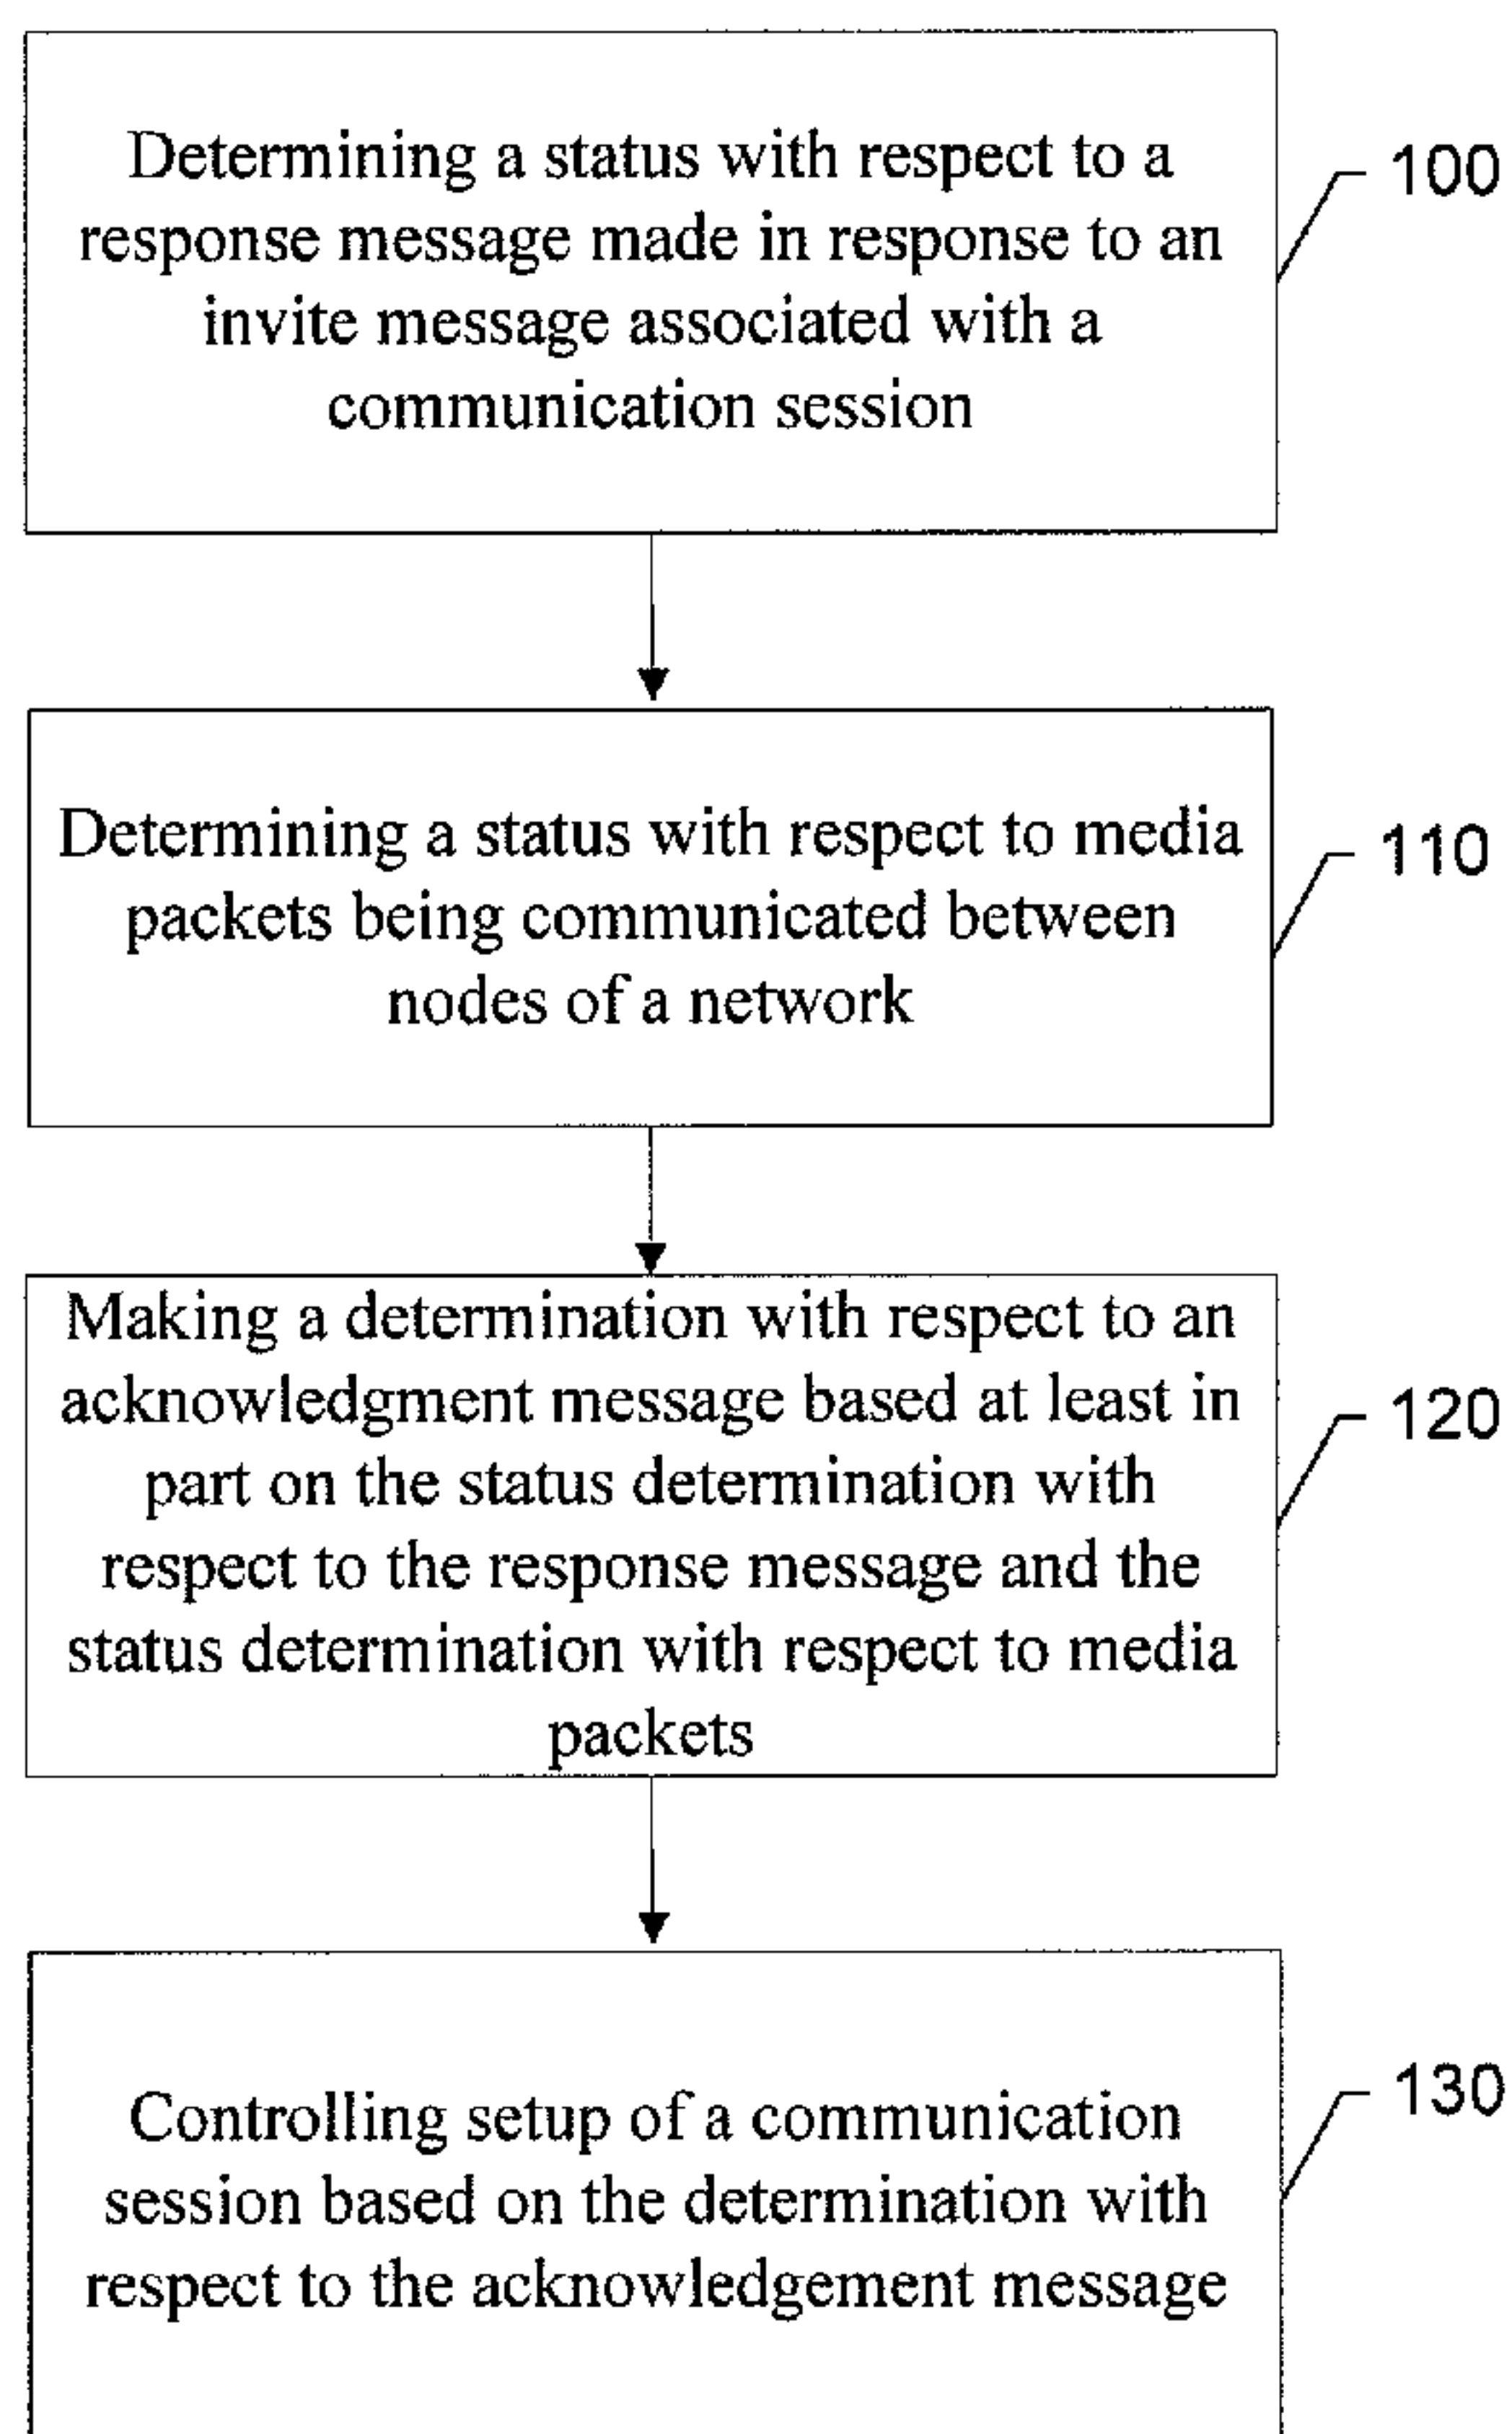 Determining a status with respect to a
response message made in response to an
invite message associated with a
communication session
100
Determining a status with respect to media
packets being communicated between
nodes of a network
110
Making a determination with respect to an
acknowledgment message based at least in
part on the status determination with
respect to the response message and the
status determination with respect to media
packets
120
Controlling setup of a communication
session based on the determination with
respect to the acknowledgement message
130